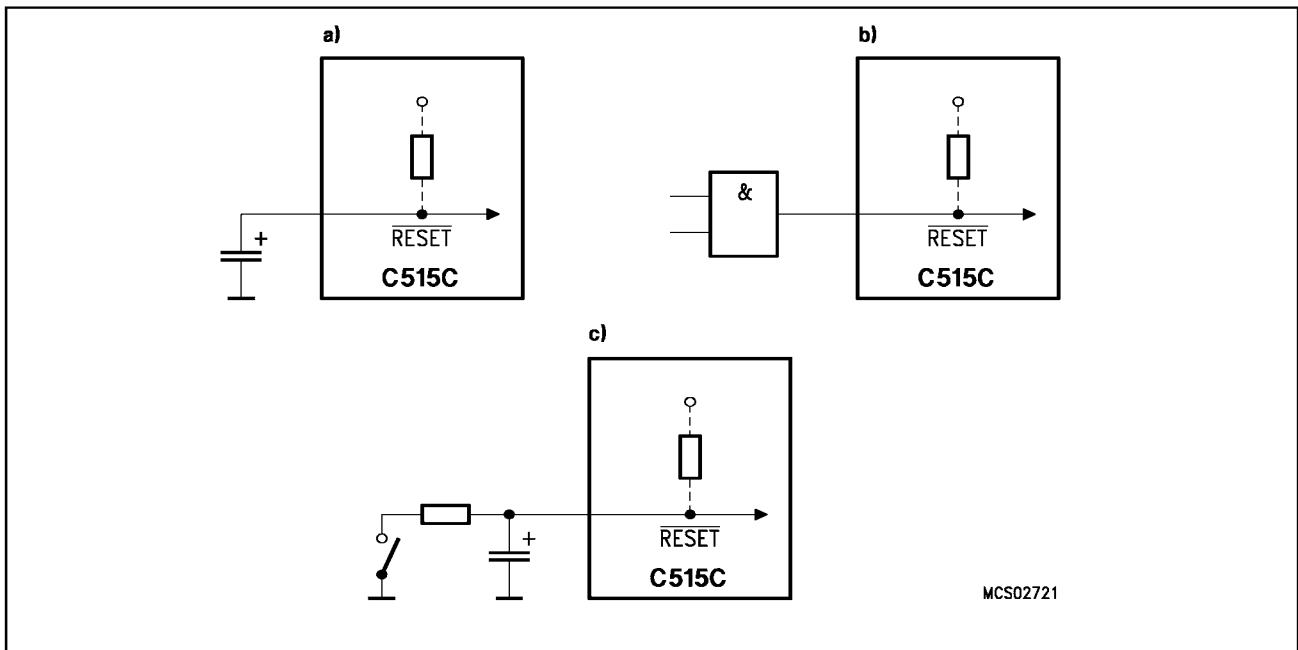 a)
+
RESET
C515C
b)
&
RESET
C515C
c)
+
RESET
C515C
MCS02721